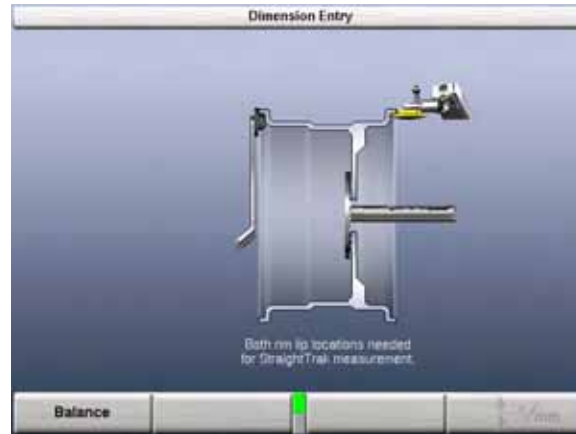 Dimension Entry
Both rim lip locations needed
for StraightTrak measurement.
Balance